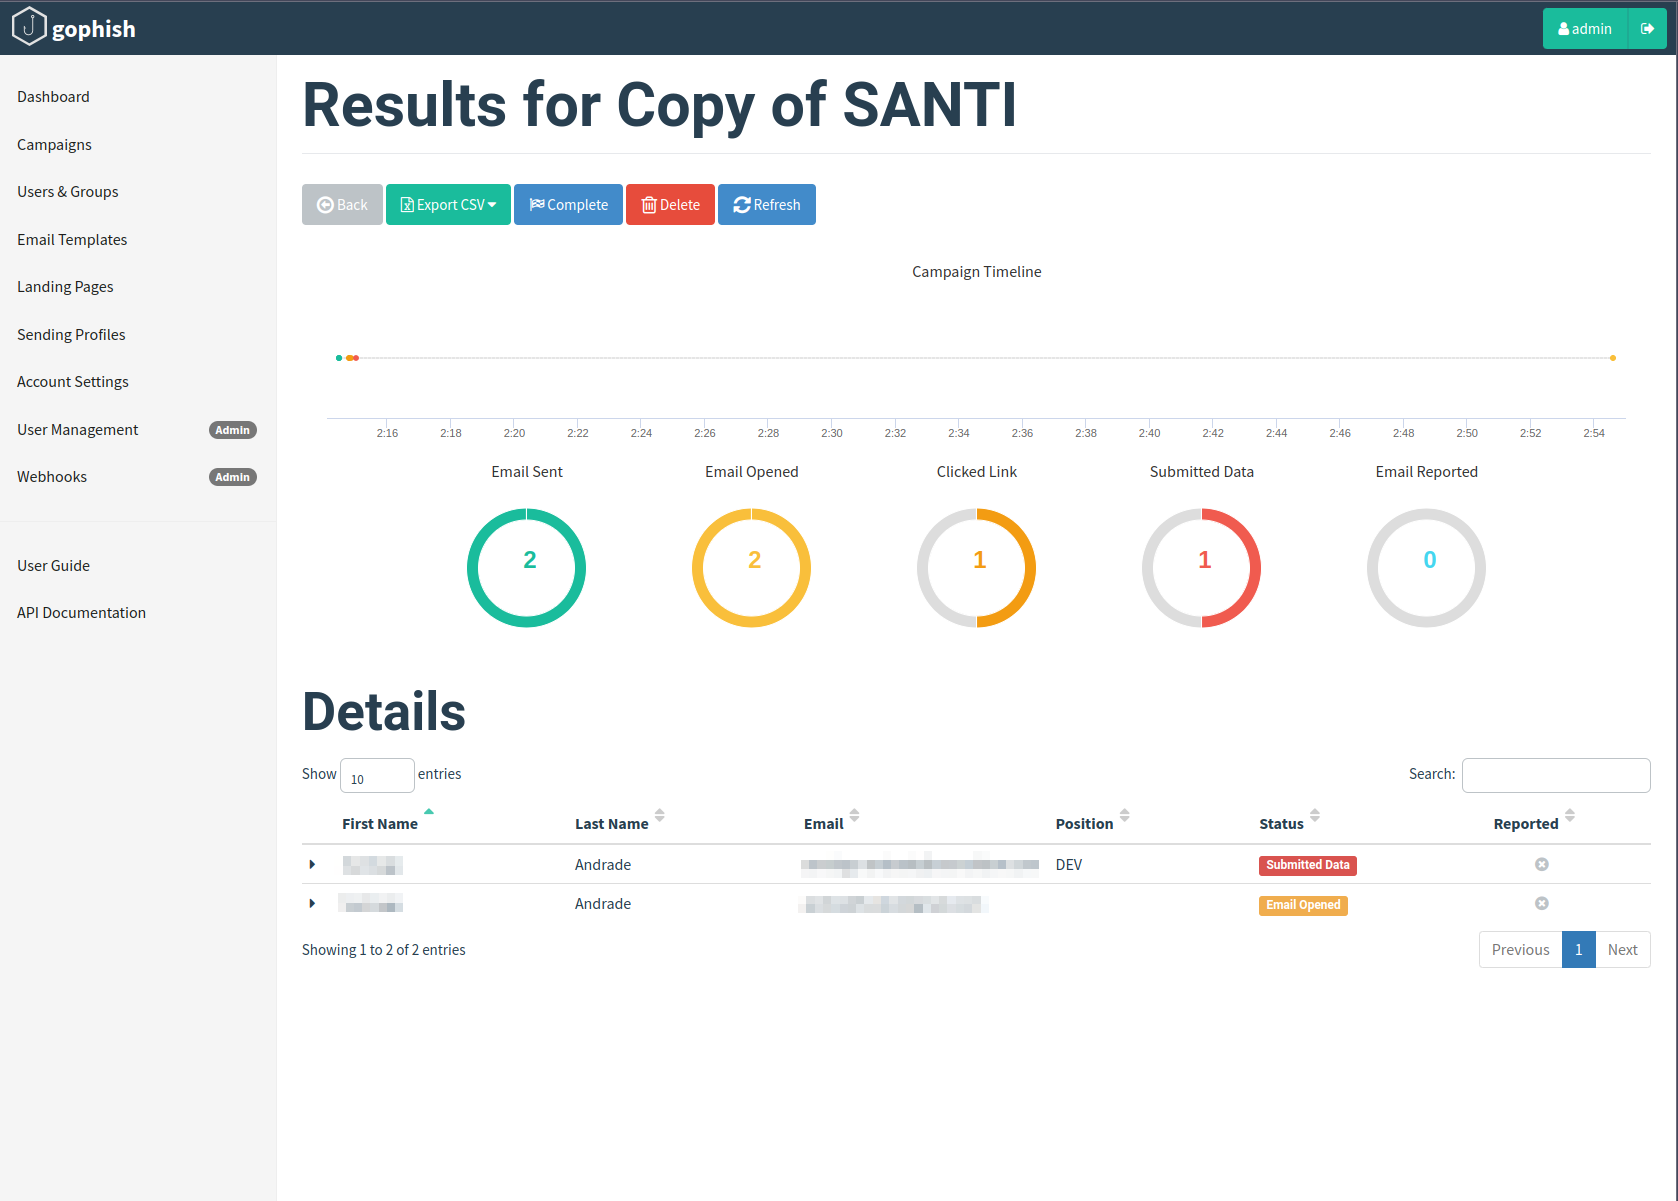 gophish
admin
Dashboard
Campaigns
Users & Groups
Email Templates
Landing Pages
Sending Profiles
Account Settings
User Management Admin
Webhooks Admin
User Guide
API Documentation
Results for Copy of SANTI
Back Export CSV Complete Delete Refresh
Campaign Timeline
2:16 2:18 2:20 2:22 2:24 2:26 2:28 2:30 2:32 2:34 2:36 2:38 2:40 2:42 2:44 2:46 2:48 2:50 2:52 2:54
Email Sent Email Opened Clicked Link Submitted Data Email Reported
2 2 1 1 0
Details
Show 10 entries Search:
First Name Last Name Email Position Status Reported
Andrade DEV Submitted Data
Andrade Email Opened
Showing 1 to 2 of 2 entries Previous 1 Next